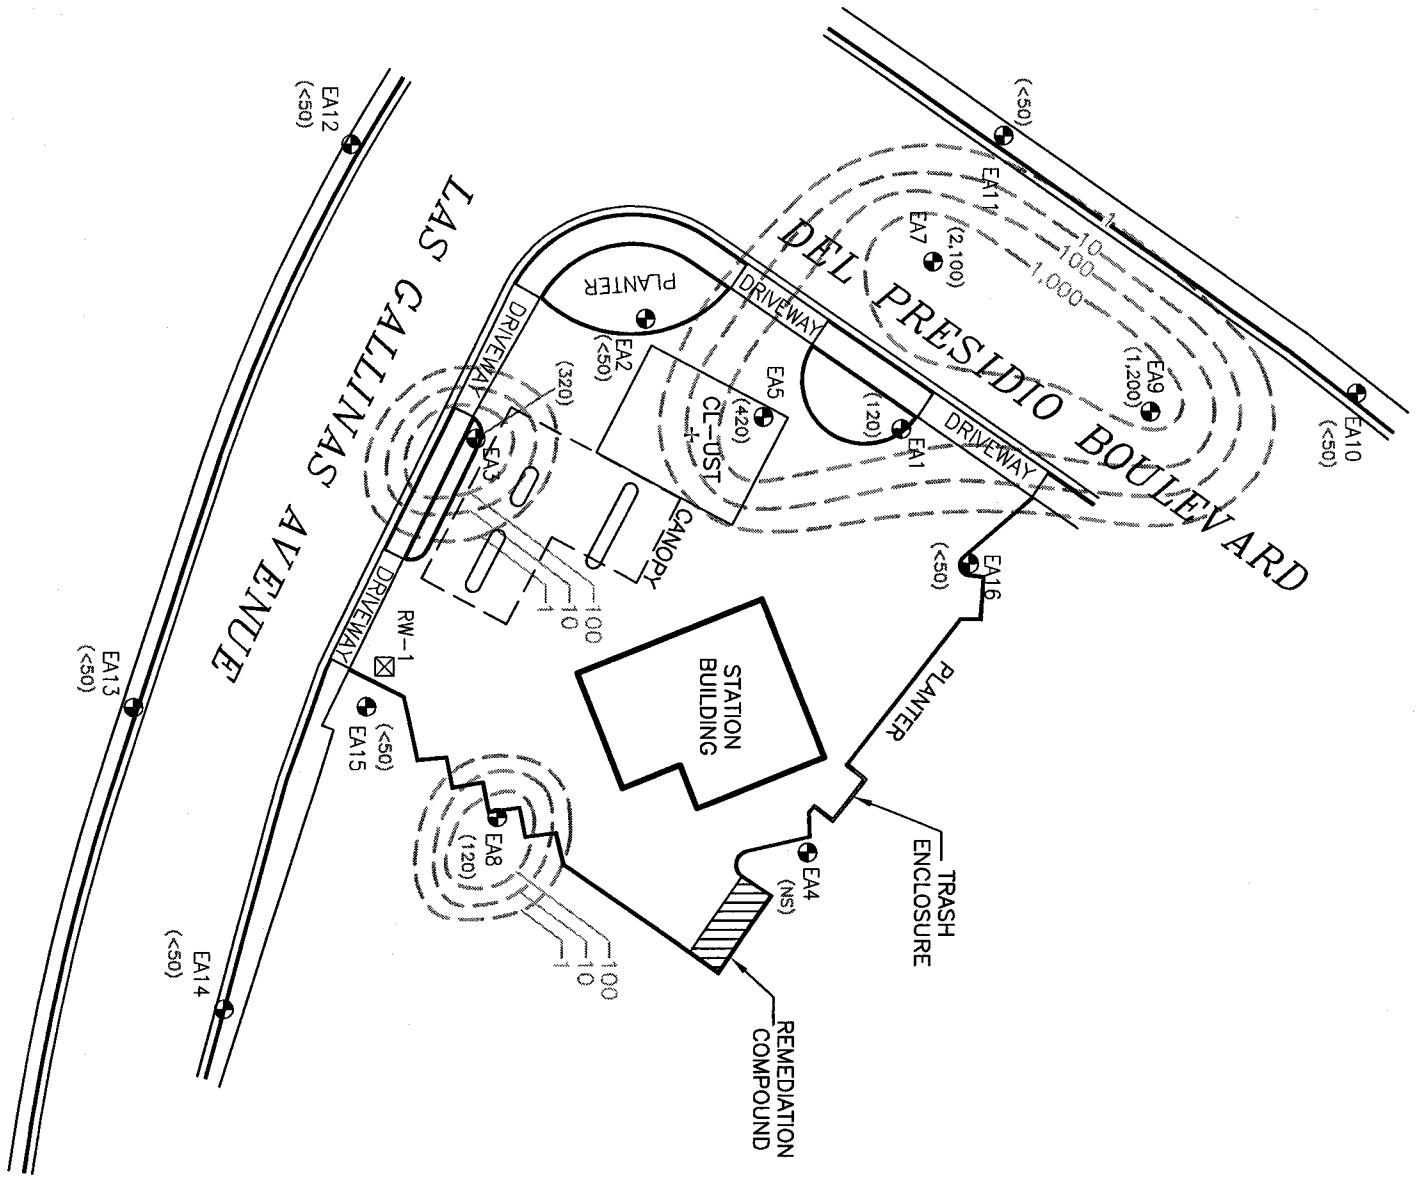 EA12
(<50)
LAS GALLINAS AVENUE
EA13
(<50)
EA14
(<50)
DEL PRESIDIO BOULEVARD
(<50)
EA11
EA7
(2,100)
1
10
100
1,000
EA9
(1,200)
EA10
(<50)
PLANTER
EA2
(<50)
DRIVEWAY
DRIVEWAY
DRIVEWAY
DRIVEWAY
EA5
(420)
CL-UST
(120)
EA1
(320)
EA3
CANOPY
100
10
1
EA16
(<50)
PLANTER
RW-1
(<50)
EA15
STATION
BUILDING
EA8
(120)
100
10
1
EA4
(NS)
TRASH
ENCLOSURE
REMEDIATION
COMPOUND